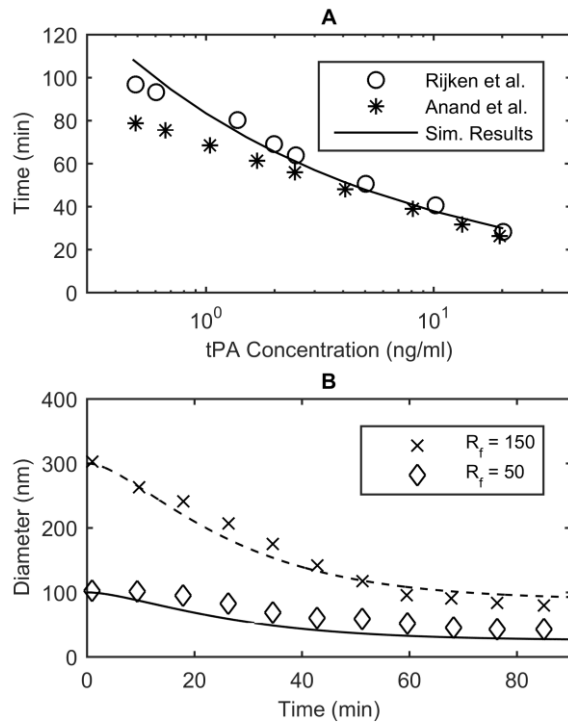 A
120
100
80
60
40
20
0
Time (min)
Rijken et al.
Anand et al.
Sim. Results
10⁰
10¹
tPA Concentration (ng/ml)
B
400
300
200
100
0
Diameter (nm)
R_f = 150
R_f = 50
0
20
40
60
80
Time (min)